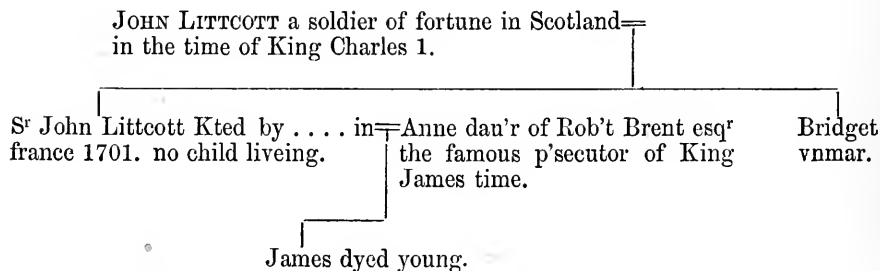 JOHN LITTCOTT a soldier of fortune in Scotland
in the time of King Charles 1.
Sʳ John Littcott Kted by .... in
france 1701. no child liveing.
Anne dau'r of Rob't Brent esqʳ
the famous p'secutor of King
James time.
Bridget
vnmar.
James dyed young.